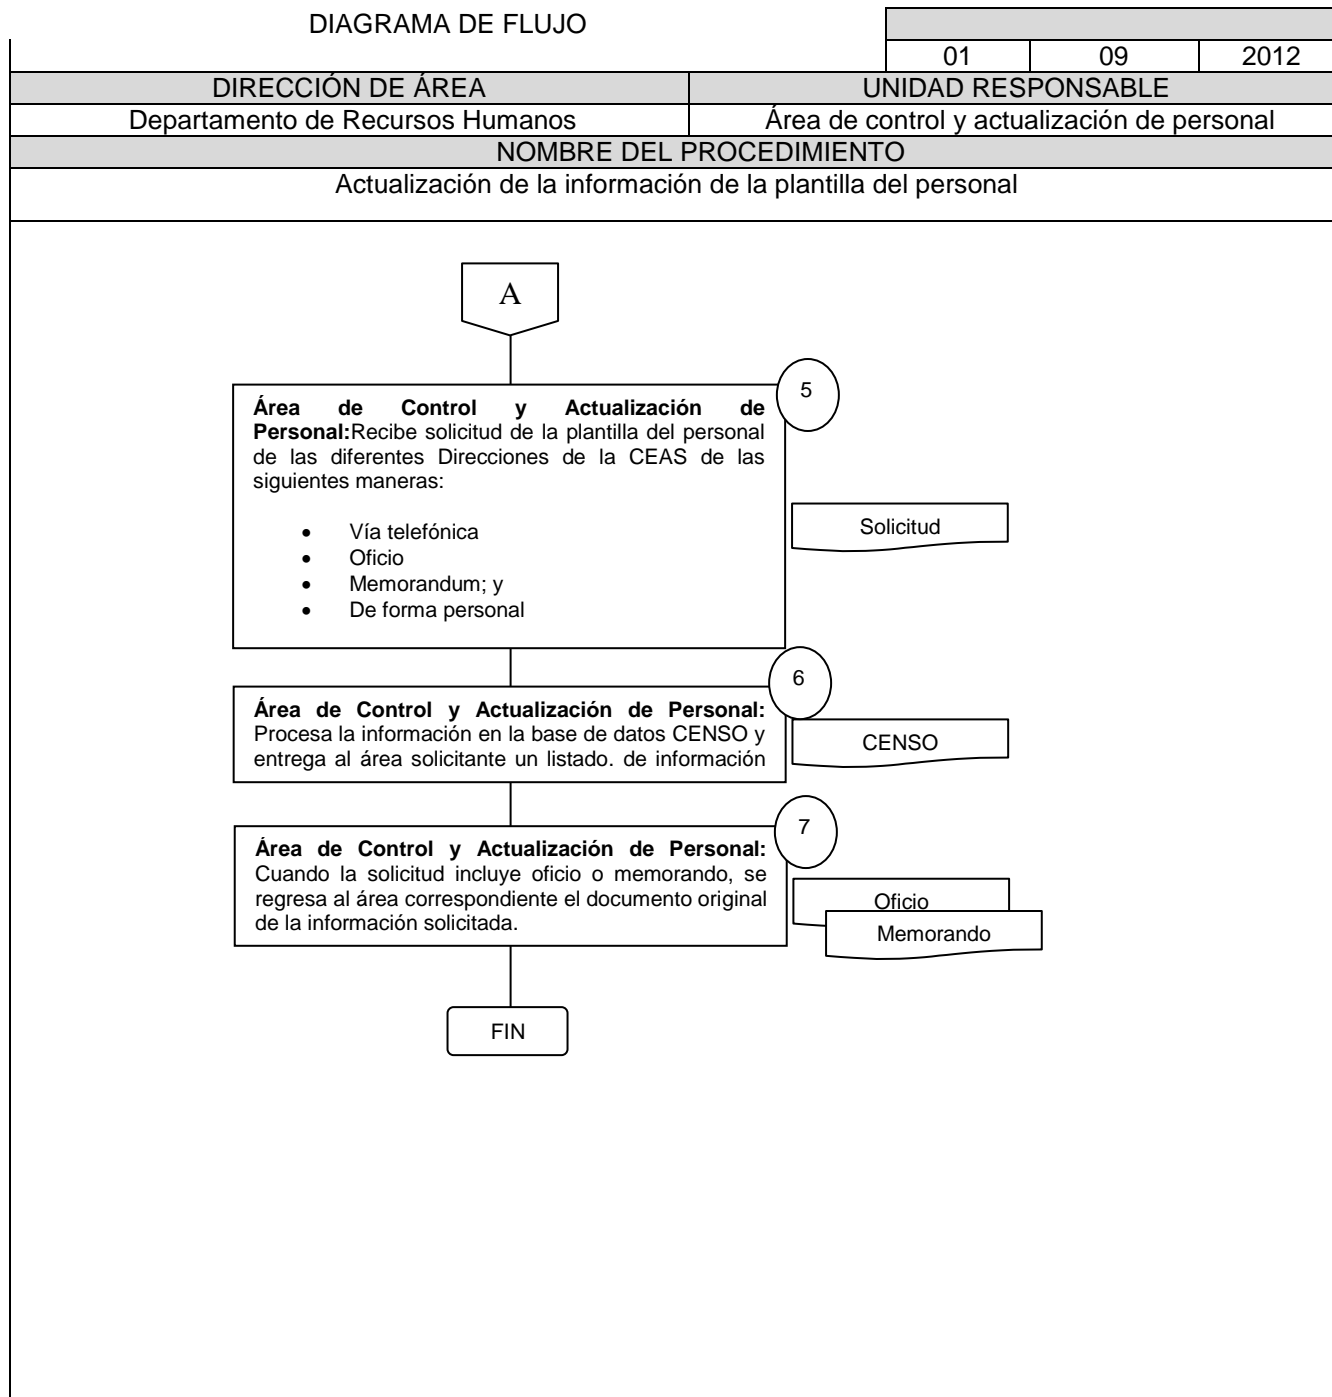 DIAGRAMA DE FLUJO
01 09 2012
DIRECCIÓN DE ÁREA UNIDAD RESPONSABLE
Departamento de Recursos Humanos Área de control y actualización de personal
NOMBRE DEL PROCEDIMIENTO
Actualización de la información de la plantilla del personal
A
5
Área de Control y Actualización de
Personal:Recibe solicitud de la plantilla del personal
de las diferentes Direcciones de la CEAS de las
siguientes maneras:
• Vía telefónica
• Oficio
• Memorandum; y
• De forma personal
Solicitud
6
Área de Control y Actualización de Personal:
Procesa la información en la base de datos CENSO y
entrega al área solicitante un listado. de información
CENSO
7
Área de Control y Actualización de Personal:
Cuando la solicitud incluye oficio o memorando, se
regresa al área correspondiente el documento original
de la información solicitada.
Oficio
Memorando
FIN